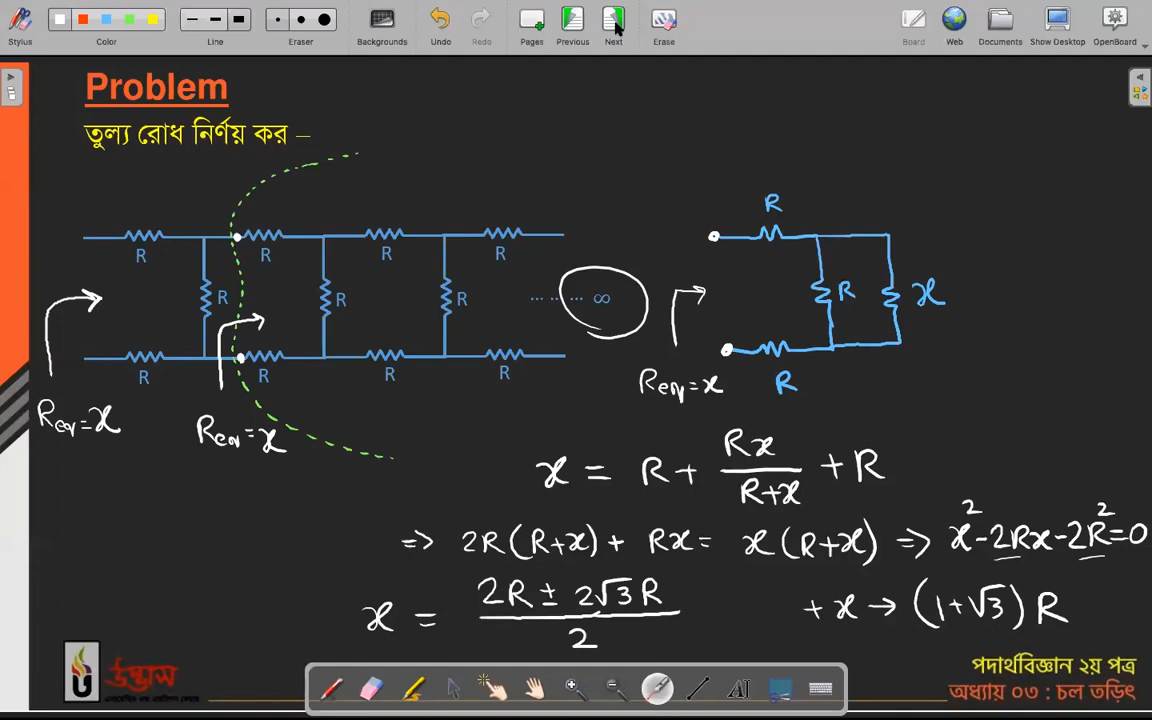 Stylus
Color
Line
Eraser
Backgrounds
Undo
Redo
Pages
Previous
Next
Erase
Board
Web
Documents
Show Desktop
OpenBoard
Problem
তুল্য রোধ নির্ণয় কর –
R R R R
R R R ... ... ... ∞
R R R R
Req = x
Req = x
R
R x
R
Req = x
x = R + Rx/(R+x) + R
⇒ 2R(R+x) + Rx = x(R+x) ⇒ x² - 2Rx - 2R² = 0
x = (2R ± 2√3 R)/2 + x → (1+√3) R
উদ্ভাস
পদার্থবিজ্ঞান ২য় পত্র
অধ্যায় ০৩ : চল তড়িৎ